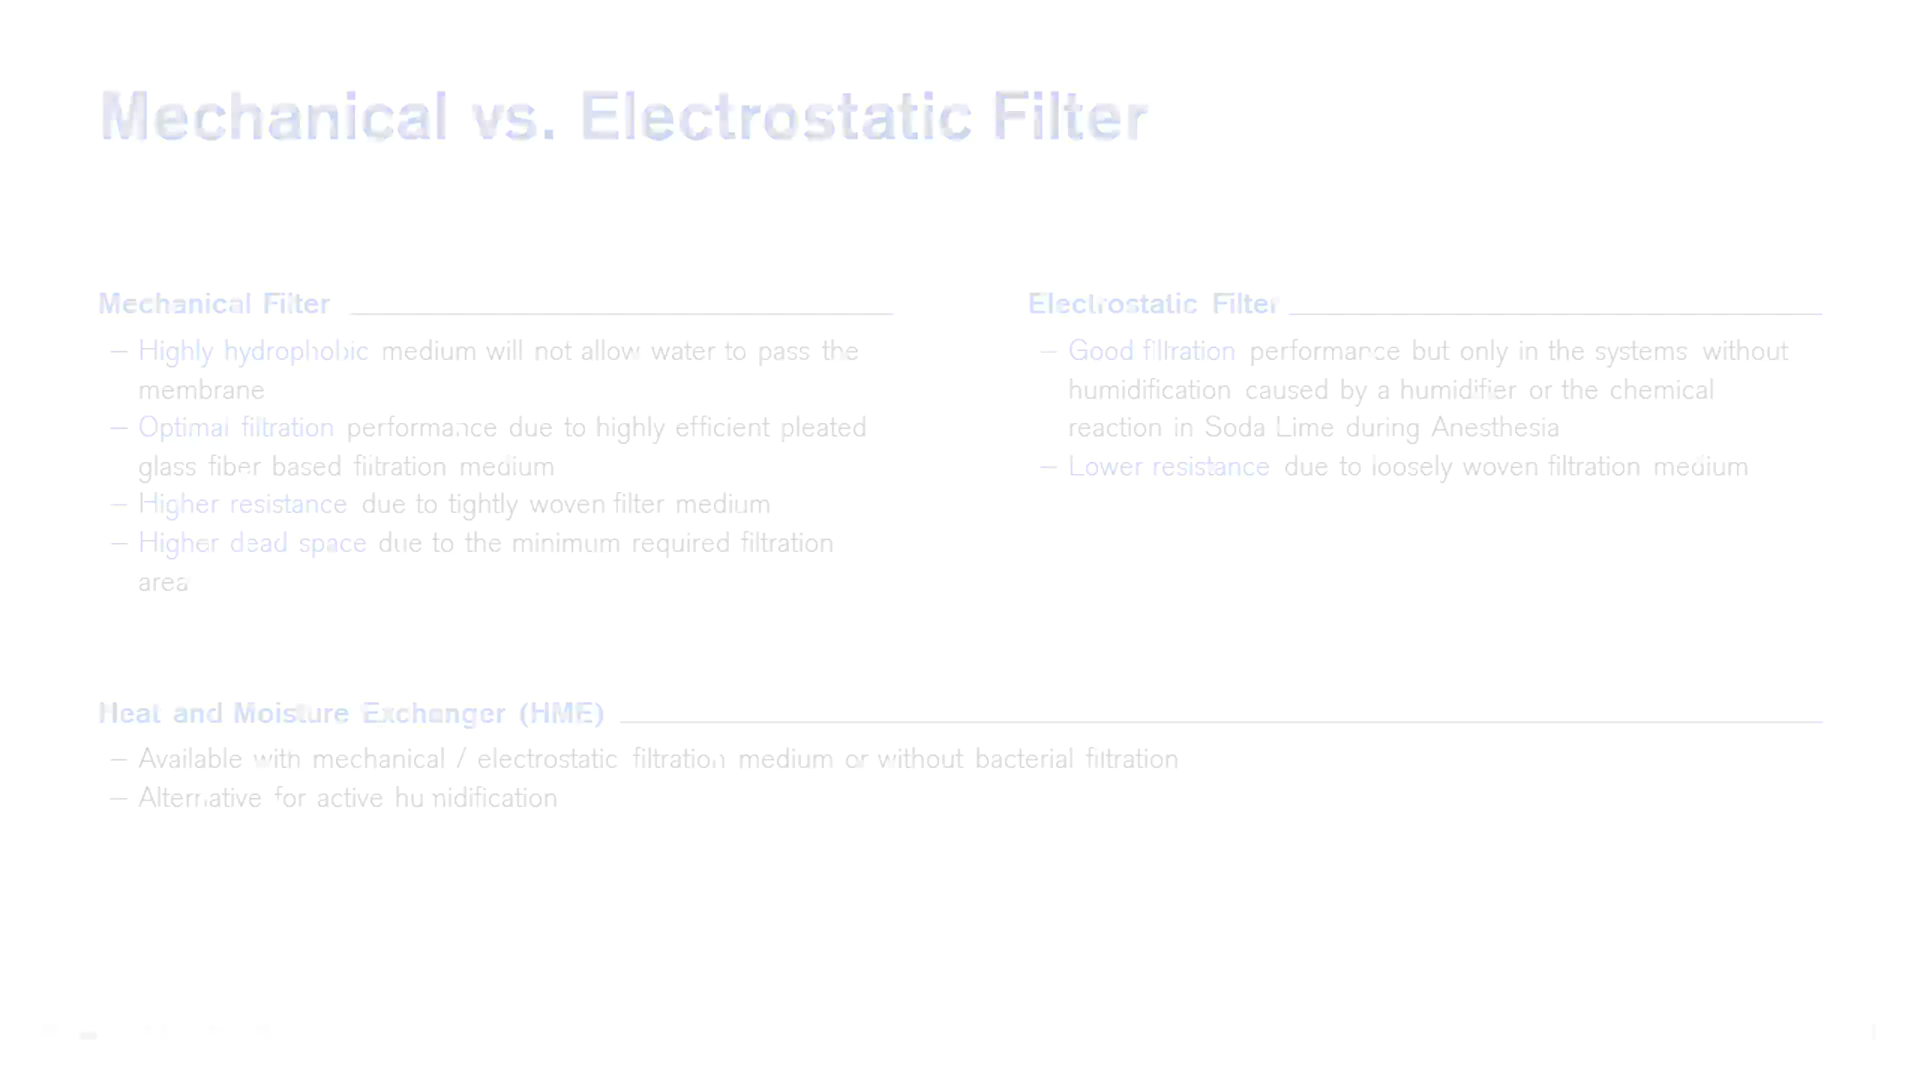 Mechanical vs. Electrostatic Filter
Mechanical Filter
– Highly hydrophobic medium will not allow water to pass the
membrane
– Optimal filtration performance due to highly efficient pleated
glass fiber based filtration medium
– Higher resistance due to tightly woven filter medium
– Higher dead space due to the minimum required filtration
area
Electrostatic Filter
– Good filtration performance but only in the systems without
humidification caused by a humidifier or the chemical
reaction in Soda Lime during Anesthesia
– Lower resistance due to loosely woven filtration medium
Heat and Moisture Exchanger (HME)
– Available with mechanical / electrostatic filtration medium or without bacterial filtration
– Alternative for active humidification